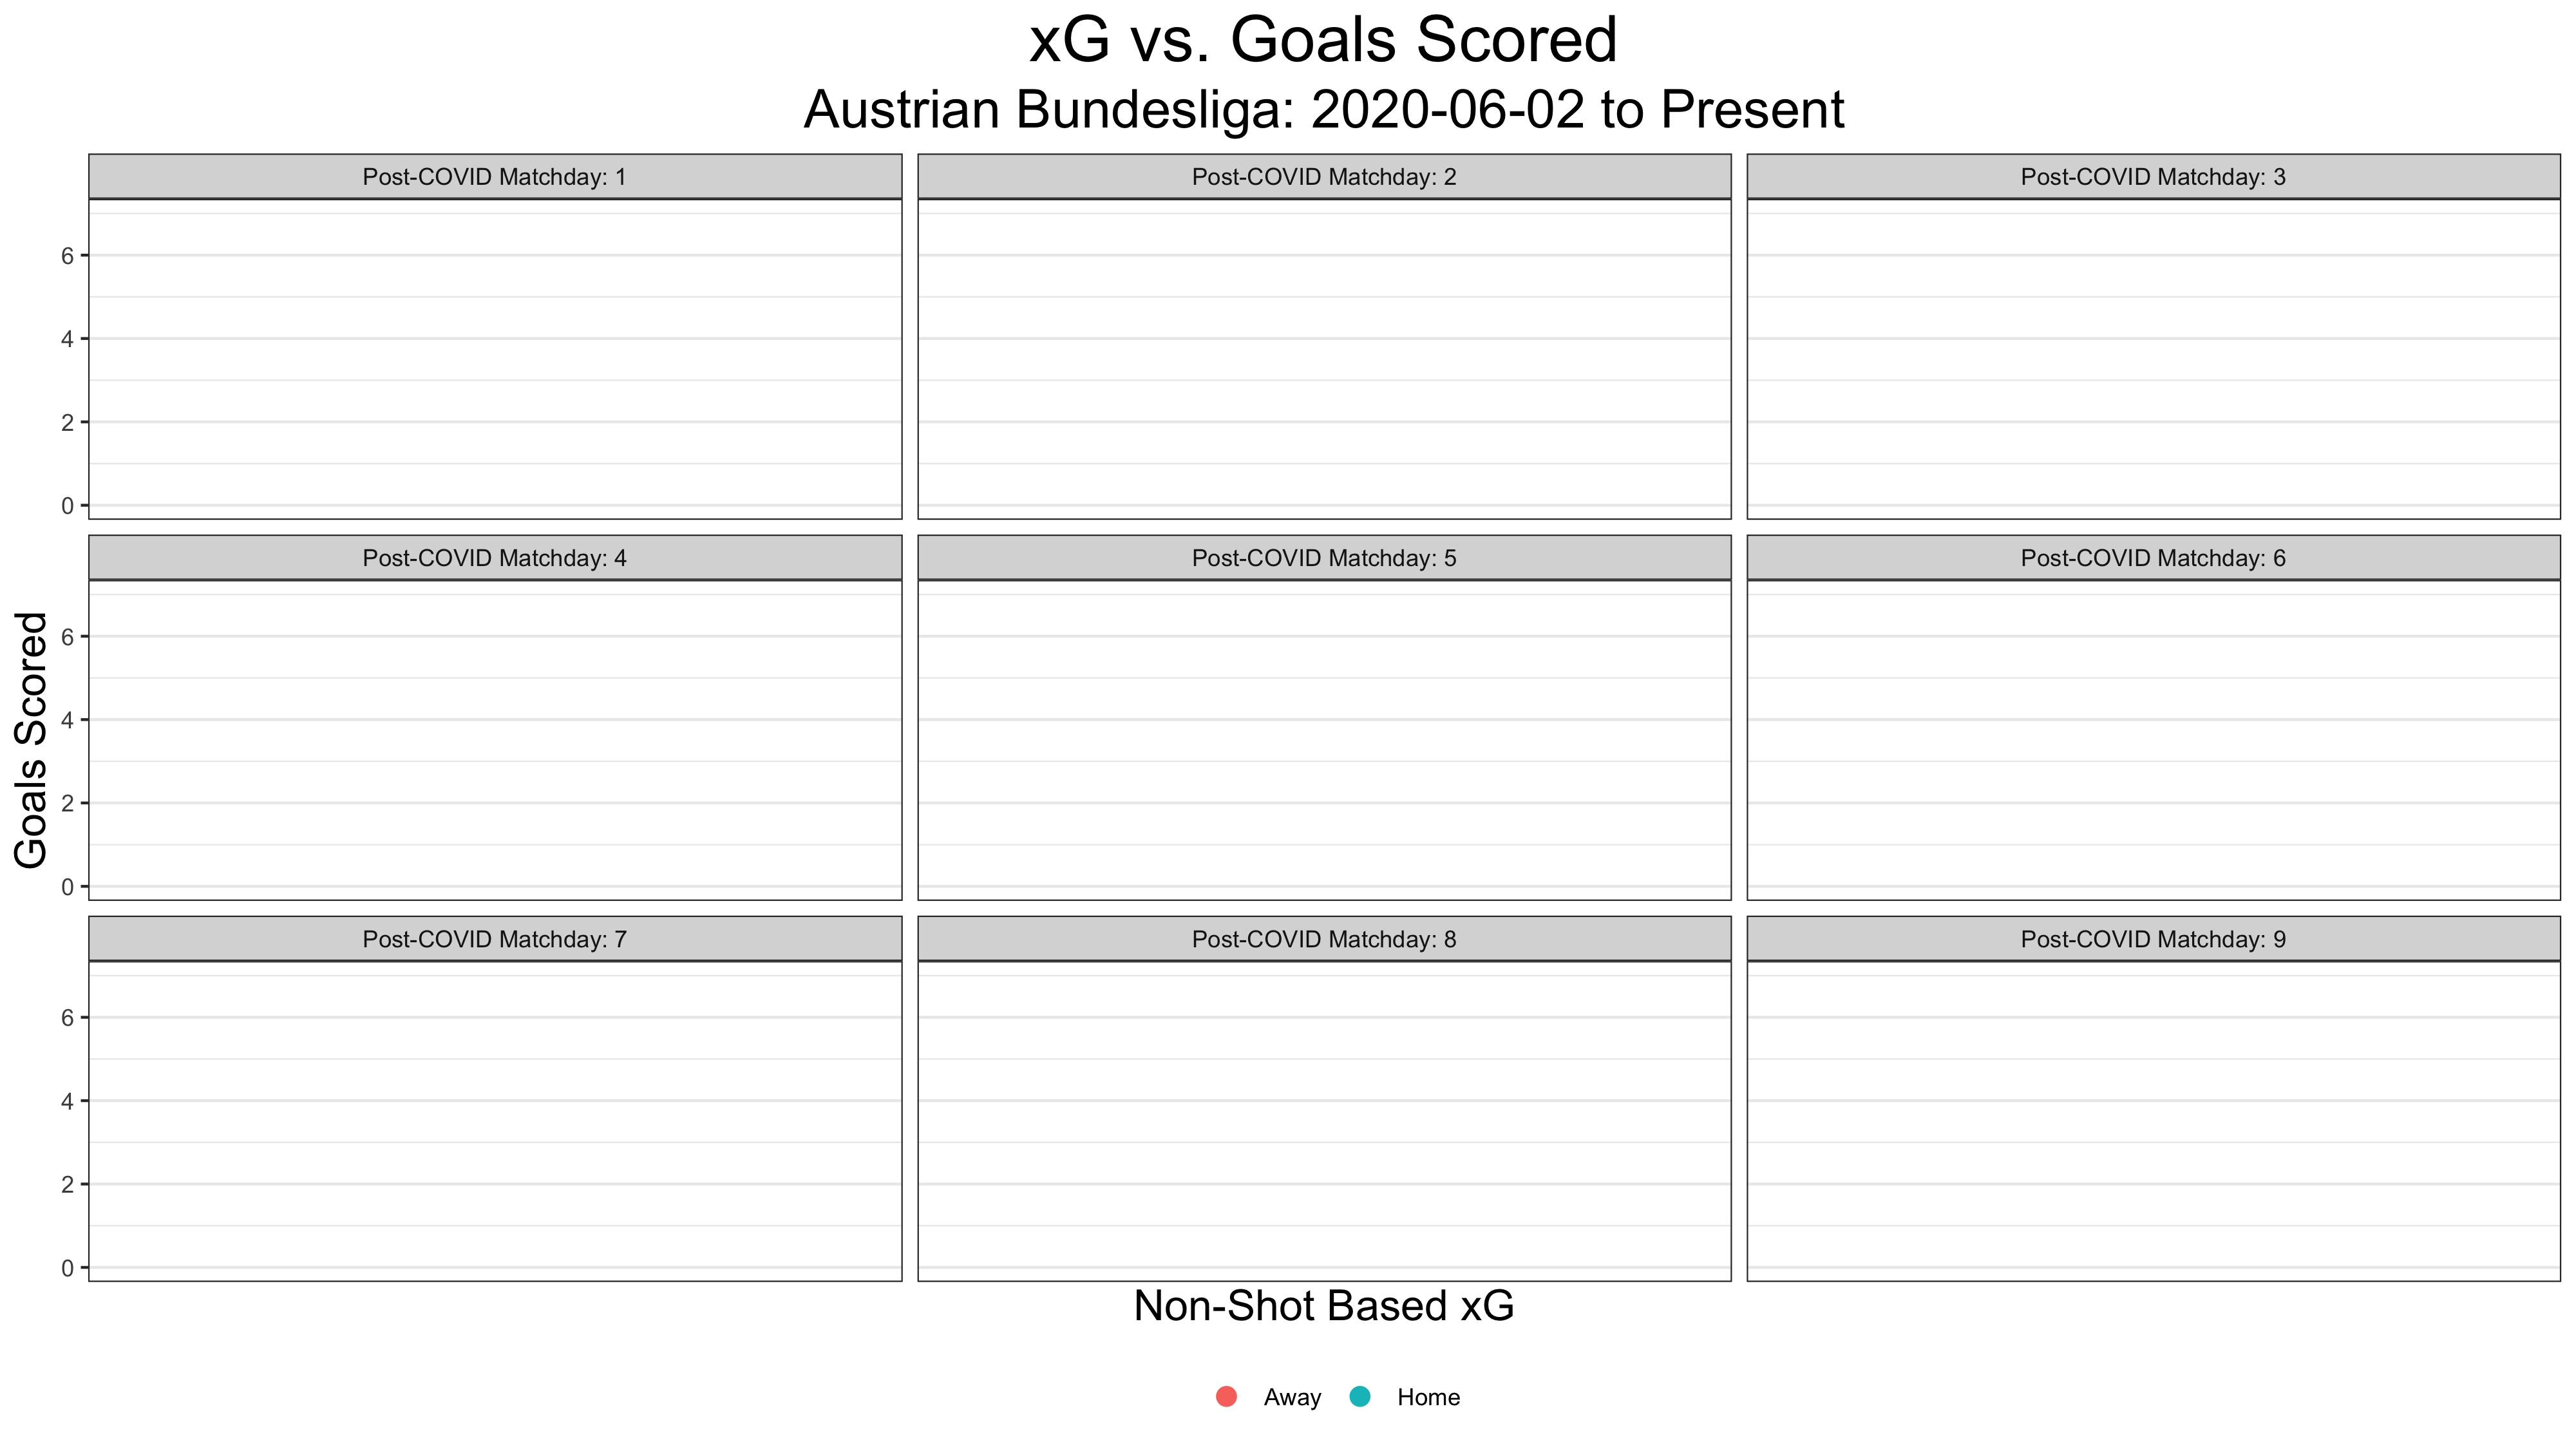 xG vs. Goals Scored
Austrian Bundesliga: 2020-06-02 to Present
Post-COVID Matchday: 1
Post-COVID Matchday: 2
Post-COVID Matchday: 3
6
4
2
0
Post-COVID Matchday: 4
Post-COVID Matchday: 5
Post-COVID Matchday: 6
Goals Scored
6
4
2
0
Post-COVID Matchday: 7
Post-COVID Matchday: 8
Post-COVID Matchday: 9
6
4
2
0
Non-Shot Based xG
Away
Home